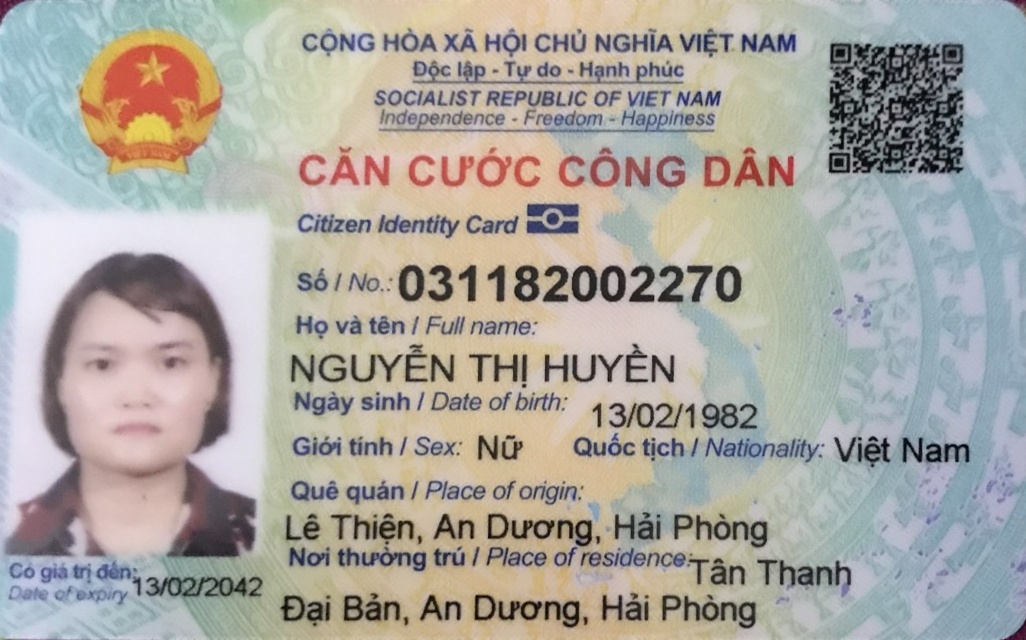 CỘNG HÒA XÃ HỘI CHỦ NGHĨA VIỆT NAM
Độc lập - Tự do - Hạnh phúc
SOCIALIST REPUBLIC OF VIET NAM
Independence - Freedom - Happiness
CĂN CƯỚC CÔNG DÂN
Citizen Identity Card
Số / No.: 031182002270
Họ và tên / Full name:
NGUYỄN THỊ HUYỀN
Ngày sinh / Date of birth: 13/02/1982
Giới tính / Sex: Nữ Quốc tịch / Nationality: Việt Nam
Quê quán / Place of origin:
Lê Thiện, An Dương, Hải Phòng
Nơi thường trú / Place of residence: Tân Thanh
Đại Bản, An Dương, Hải Phòng
Có giá trị đến: 13/02/2042
Date of expiry